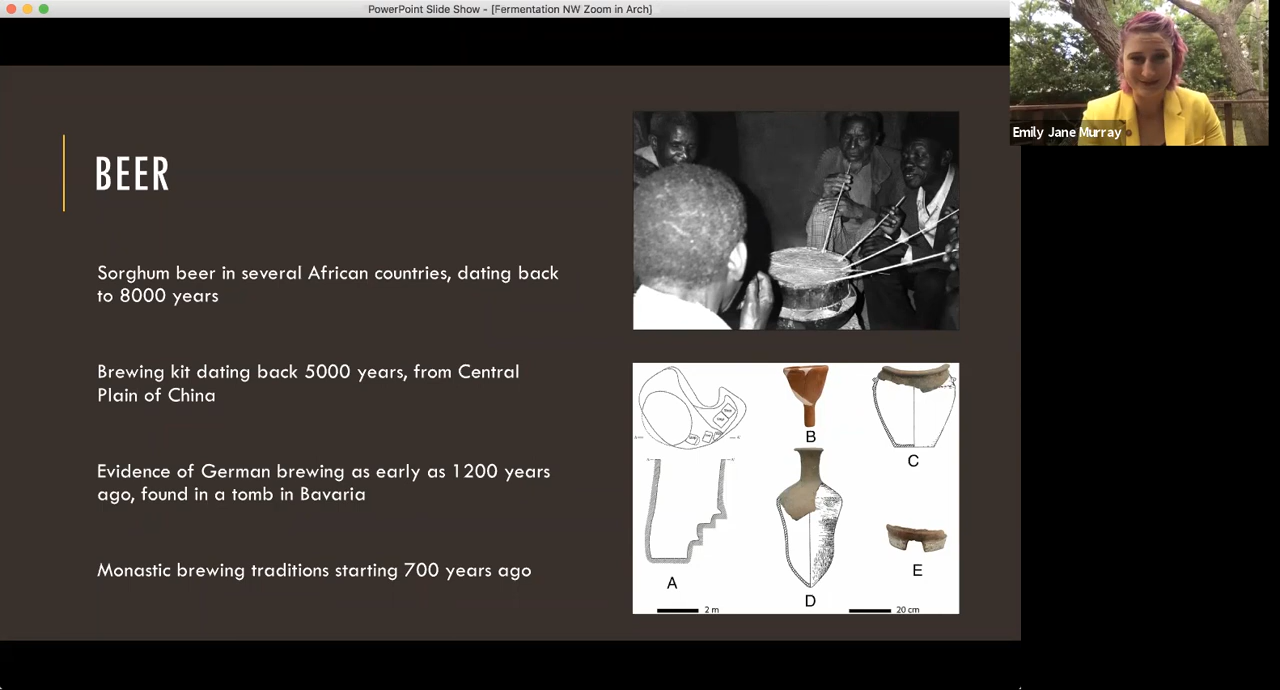 PowerPoint Slide Show - [Fermentation NW Zoom in Arch]
Emily Jane Murray
BEER
Sorghum beer in several African countries, dating back
to 8000 years
Brewing kit dating back 5000 years, from Central
Plain of China
Evidence of German brewing as early as 1200 years
ago, found in a tomb in Bavaria
Monastic brewing traditions starting 700 years ago
B
C
A
D
E
2 m
20 cm